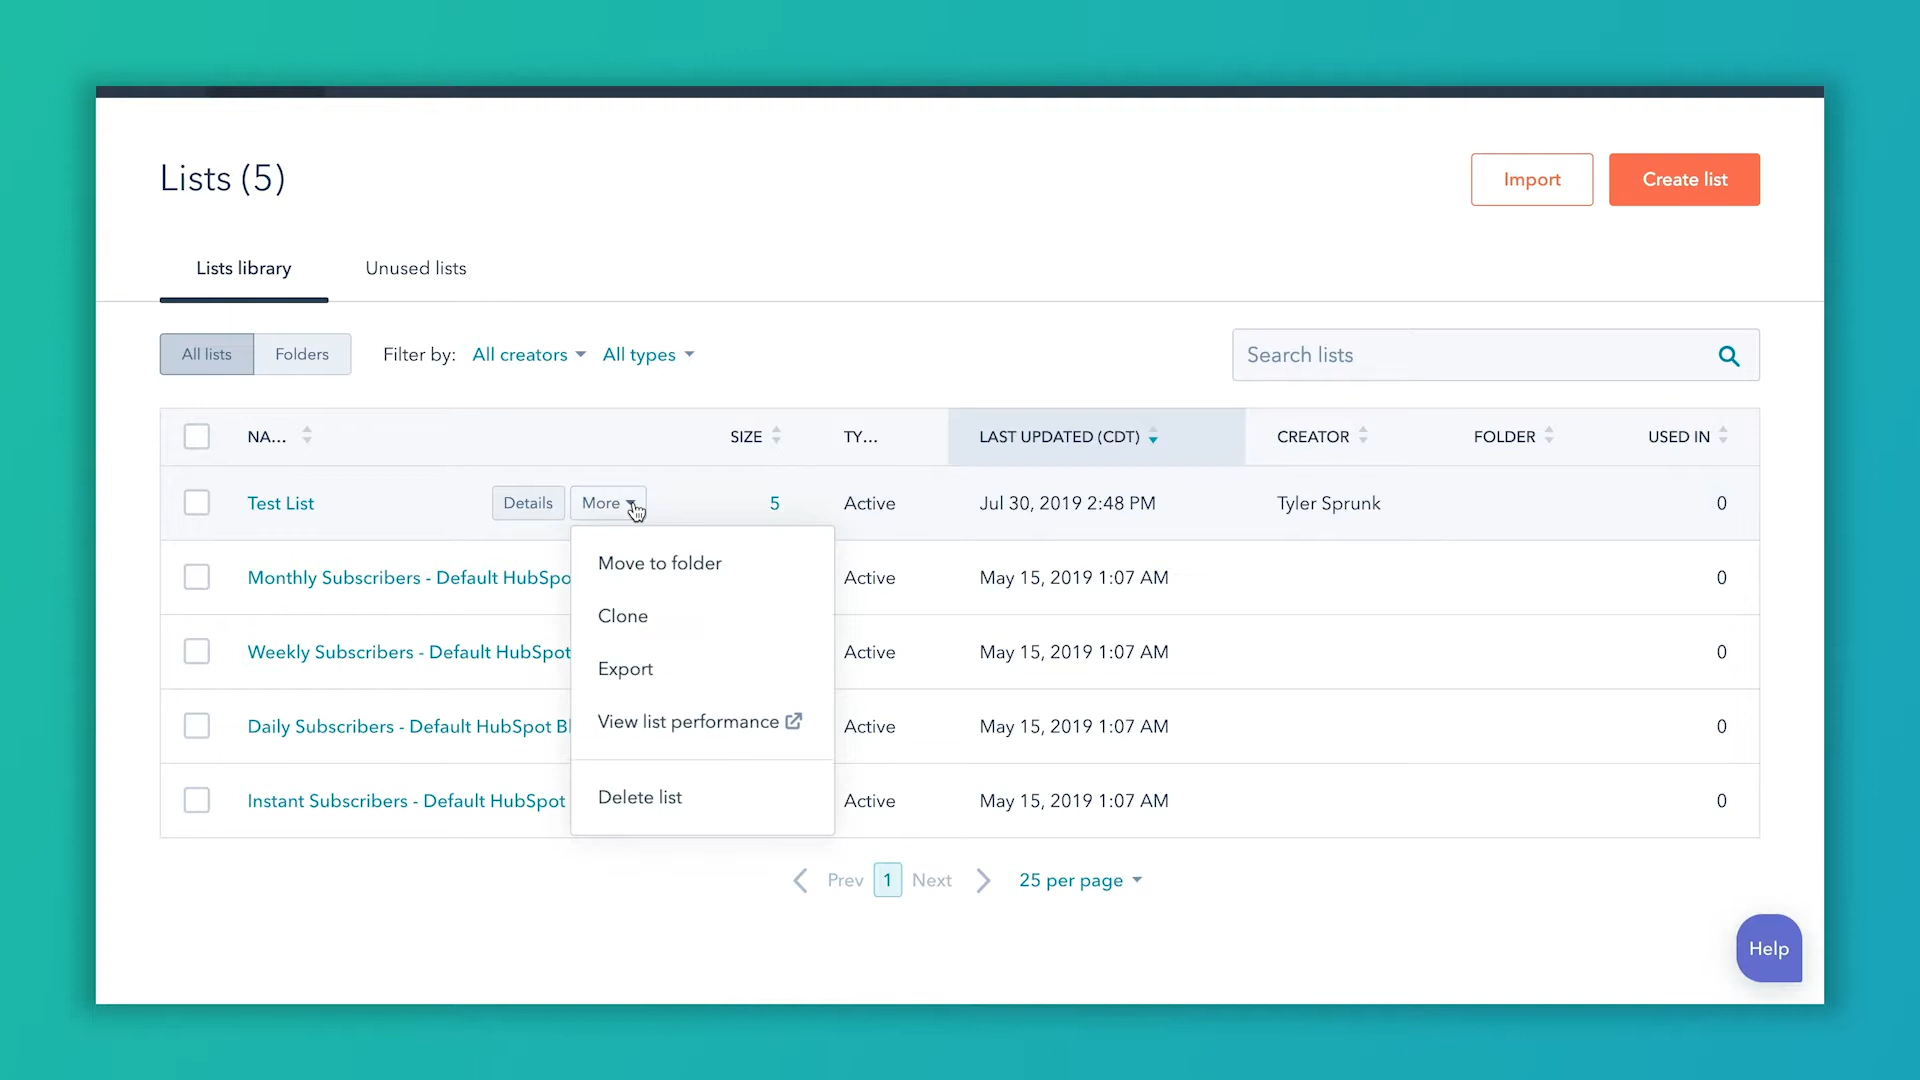 Lists (5)
Import
Create list
Lists library
Unused lists
All lists
Folders
Filter by:
All creators
All types
Search lists
NA...
SIZE
TY...
LAST UPDATED (CDT)
CREATOR
FOLDER
USED IN
Test List
Details
More
5
Active
Jul 30, 2019 2:48 PM
Tyler Sprunk
0
Move to folder
Clone
Export
View list performance
Delete list
Monthly Subscribers - Default HubSpo
Active
May 15, 2019 1:07 AM
0
Weekly Subscribers - Default HubSpot
Active
May 15, 2019 1:07 AM
0
Daily Subscribers - Default HubSpot Bl
Active
May 15, 2019 1:07 AM
0
Instant Subscribers - Default HubSpot
Active
May 15, 2019 1:07 AM
0
Prev
1
Next
25 per page
Help